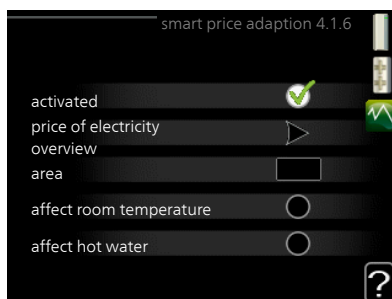 smart price adaption 4.1.6
activated
price of electricity
overview
area
affect room temperature
affect hot water
?